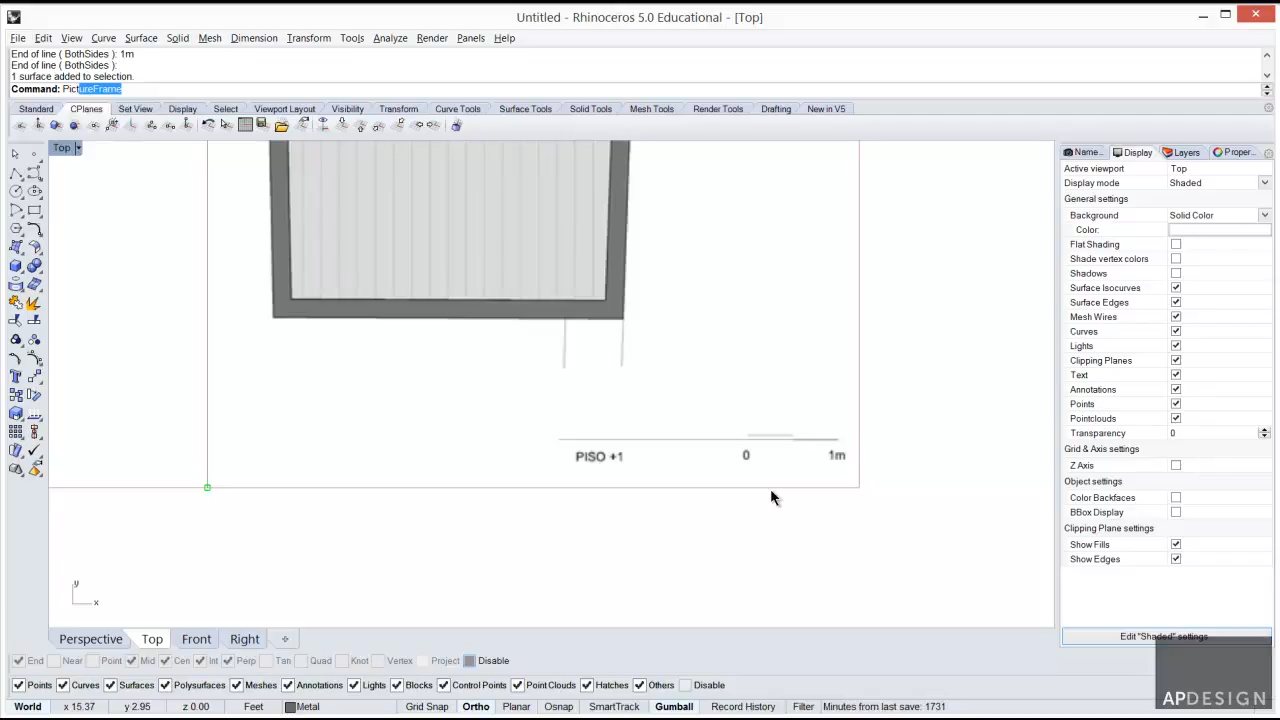 Untitled - Rhinoceros 5.0 Educational - [Top]
File Edit View Curve Surface Solid Mesh Dimension Transform Tools Analyze Render Panels Help
End of line ( BothSides ): 1m
End of line ( BothSides ):
1 surface added to selection.
Command: PictureFrame
Standard CPlanes Set View Display Select Viewport Layout Visibility Transform Curve Tools Surface Tools Solid Tools Mesh Tools Render Tools Drafting New in V5
Top
Name... Display Layers Proper...
Active viewport Top
Display mode Shaded
General settings
Background Solid Color
Color:
Flat Shading
Shade vertex colors
Shadows
Surface Isocurves
Surface Edges
Mesh Wires
Curves
Lights
Clipping Planes
Text
Annotations
Points
Pointclouds
Transparency 0
Grid & Axis settings
Z Axis
Object settings
Color Backfaces
BBox Display
Clipping Plane settings
Show Fills
Show Edges
Edit "Shaded" settings
PISO +1 0 1m
y
x
Perspective Top Front Right
End Near Point Mid Cen Int Perp Tan Quad Knot Vertex Project Disable
Points Curves Surfaces Polysurfaces Meshes Annotations Lights Blocks Control Points Point Clouds Hatches Others Disable
World x 15.37 y 2.95 z 0.00 Feet Metal Grid Snap Ortho Planar Osnap SmartTrack Gumball Record History Filter Minutes from last save: 1731
APDESIGN